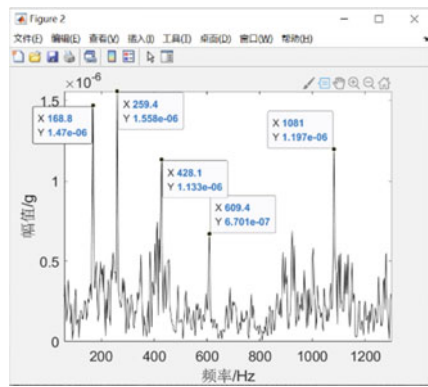 Figure 2
文件(F) 编辑(E) 查看(V) 插入(I) 工具(T) 桌面(D) 窗口(W) 帮助(H)
×10⁻⁶
1.5
1
0.5
0
幅值/g
X 168.8
Y 1.47e-06
X 259.4
Y 1.558e-06
X 428.1
Y 1.133e-06
X 609.4
Y 6.701e-07
X 1081
Y 1.197e-06
200 400 600 800 1000 1200
频率/Hz